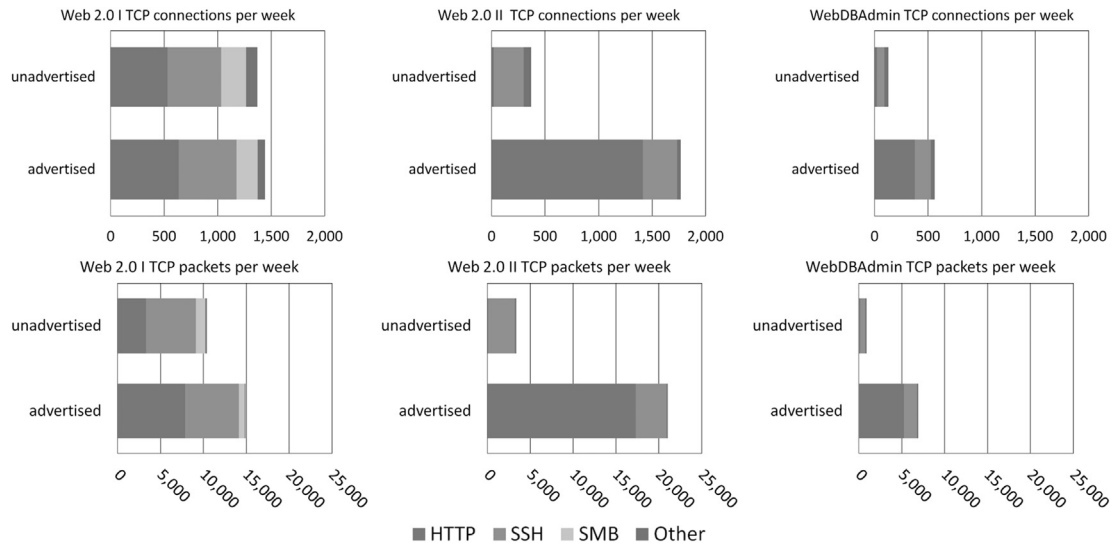 Web 2.0 I TCP connections per week
unadvertised
advertised
0 500 1,000 1,500 2,000
Web 2.0 II TCP connections per week
unadvertised
advertised
0 500 1,000 1,500 2,000
WebDBAdmin TCP connections per week
unadvertised
advertised
0 500 1,000 1,500 2,000
Web 2.0 I TCP packets per week
unadvertised
advertised
0 5,000 10,000 15,000 20,000 25,000
Web 2.0 II TCP packets per week
unadvertised
advertised
0 5,000 10,000 15,000 20,000 25,000
WebDBAdmin TCP packets per week
unadvertised
advertised
0 5,000 10,000 15,000 20,000 25,000
HTTP SSH SMB Other